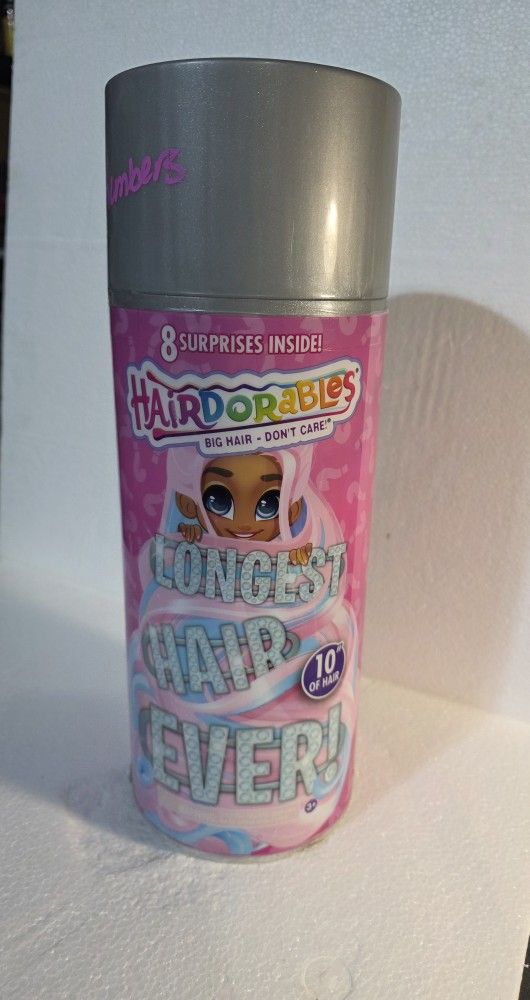 umbers
8 SURPRISES INSIDE!
HAiRDORaBLeS
BIG HAIR - DON'T CARE!®
LONGEST
HAIR
EVER!
10"
OF HAIR
3+